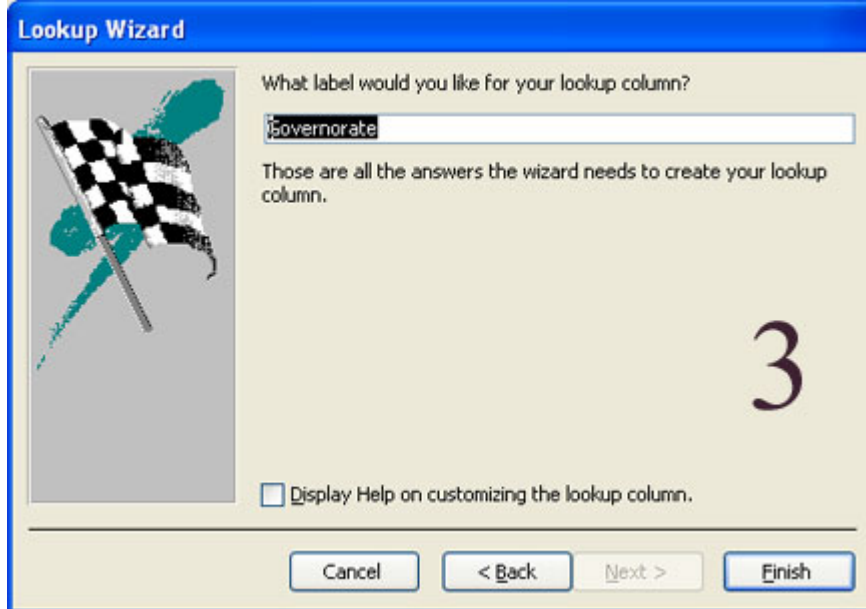 Lookup Wizard
What label would you like for your lookup column?
Governorate
Those are all the answers the wizard needs to create your lookup
column.
3
Display Help on customizing the lookup column.
Cancel
< Back
Next >
Finish